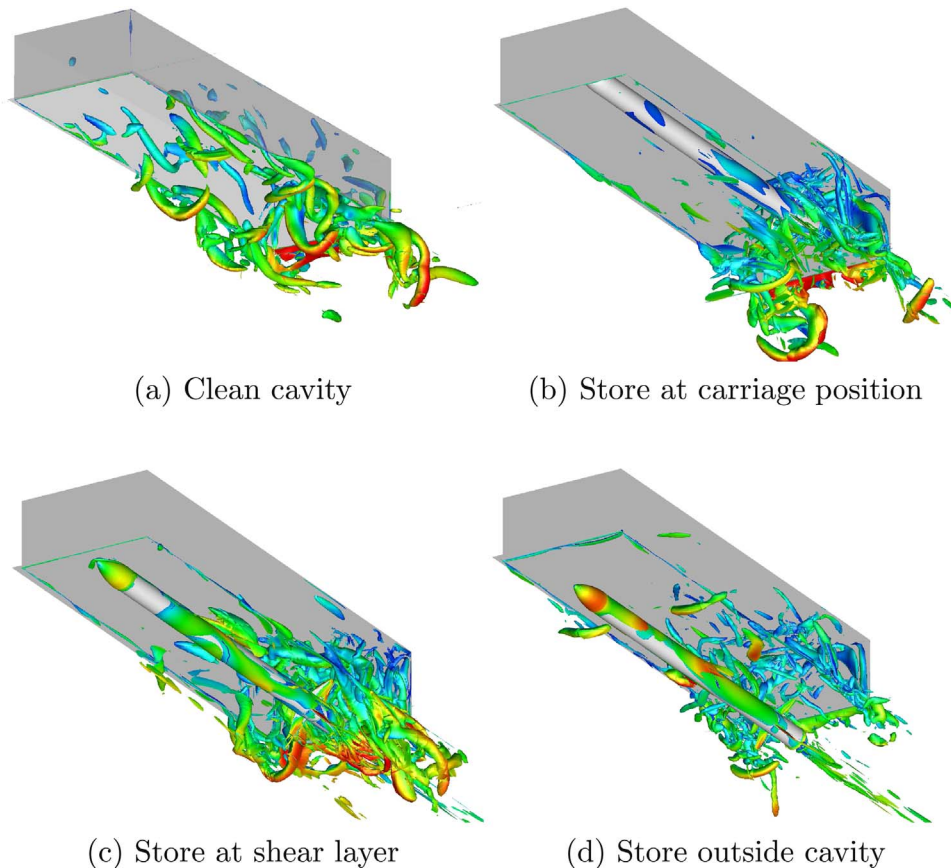 (a) Clean cavity
(b) Store at carriage position
(c) Store at shear layer
(d) Store outside cavity